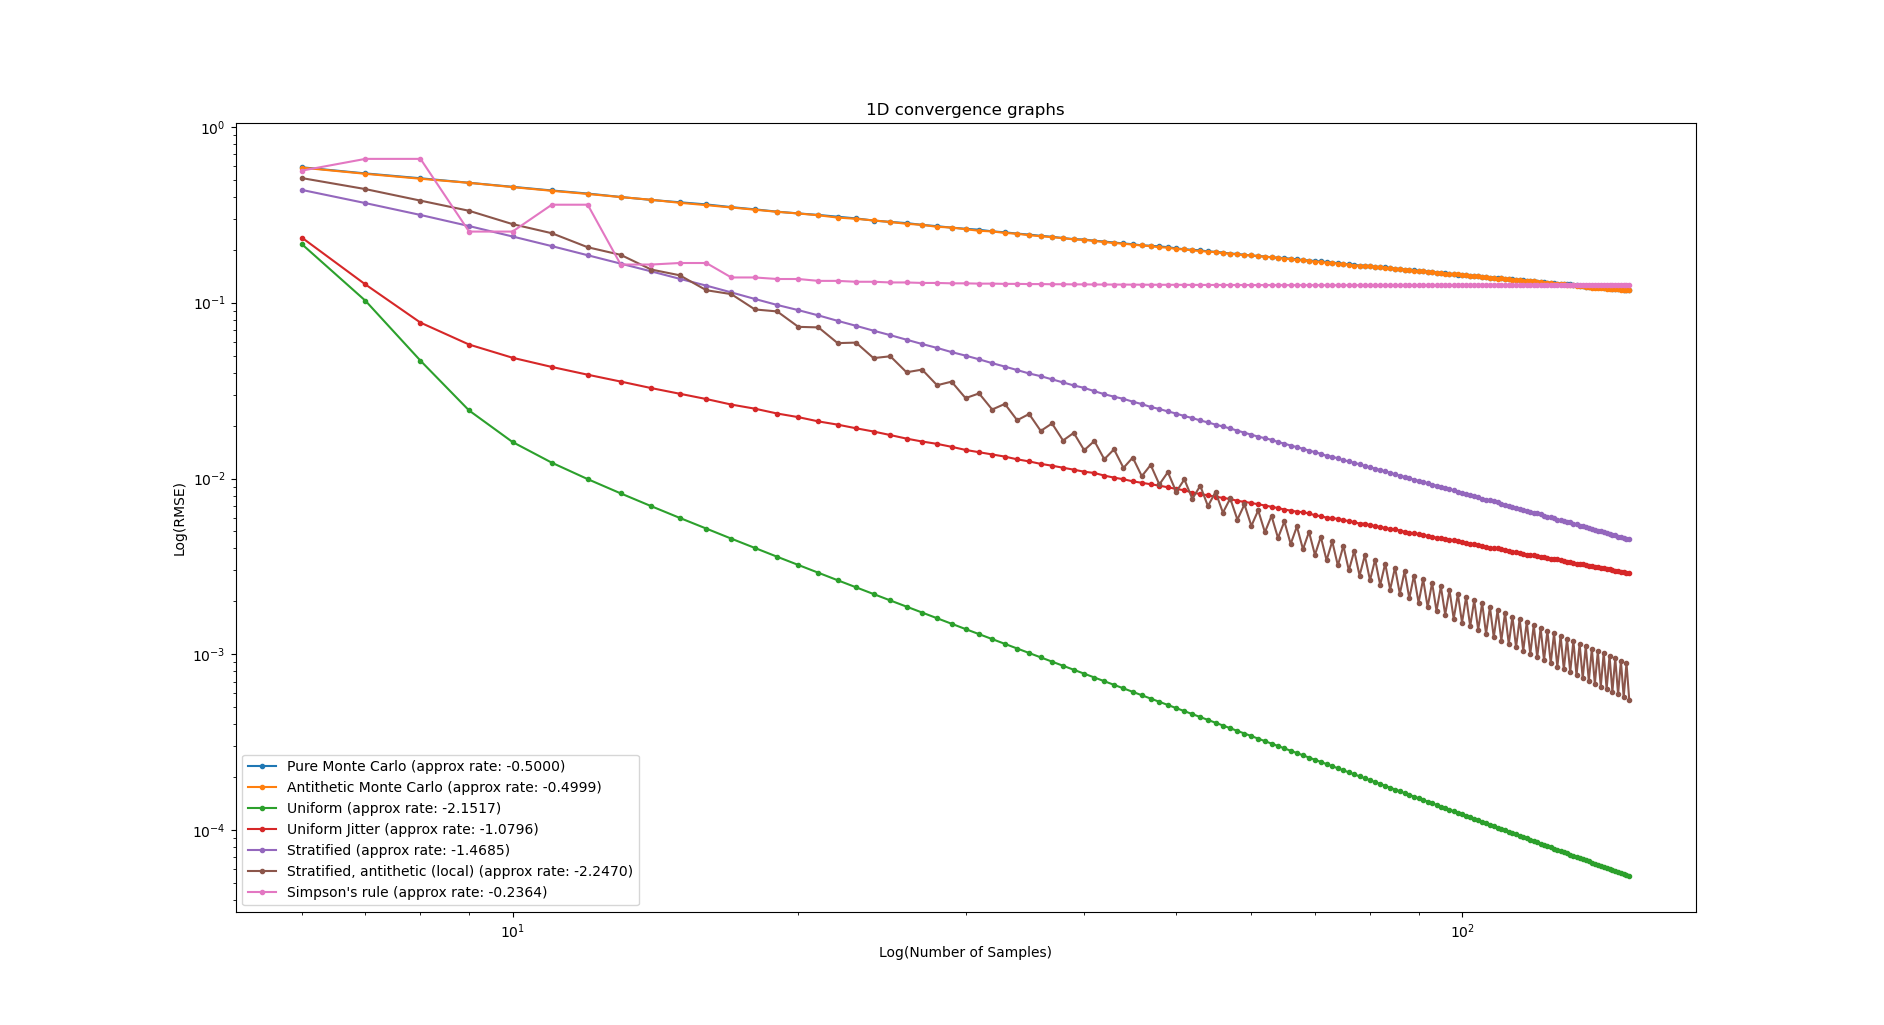 1D convergence graphs
10⁰
10⁻¹
10⁻²
10⁻³
10⁻⁴
Log(RMSE)
Pure Monte Carlo (approx rate: -0.5000)
Antithetic Monte Carlo (approx rate: -0.4999)
Uniform (approx rate: -2.1517)
Uniform Jitter (approx rate: -1.0796)
Stratified (approx rate: -1.4685)
Stratified, antithetic (local) (approx rate: -2.2470)
Simpson's rule (approx rate: -0.2364)
10¹ 10²
Log(Number of Samples)